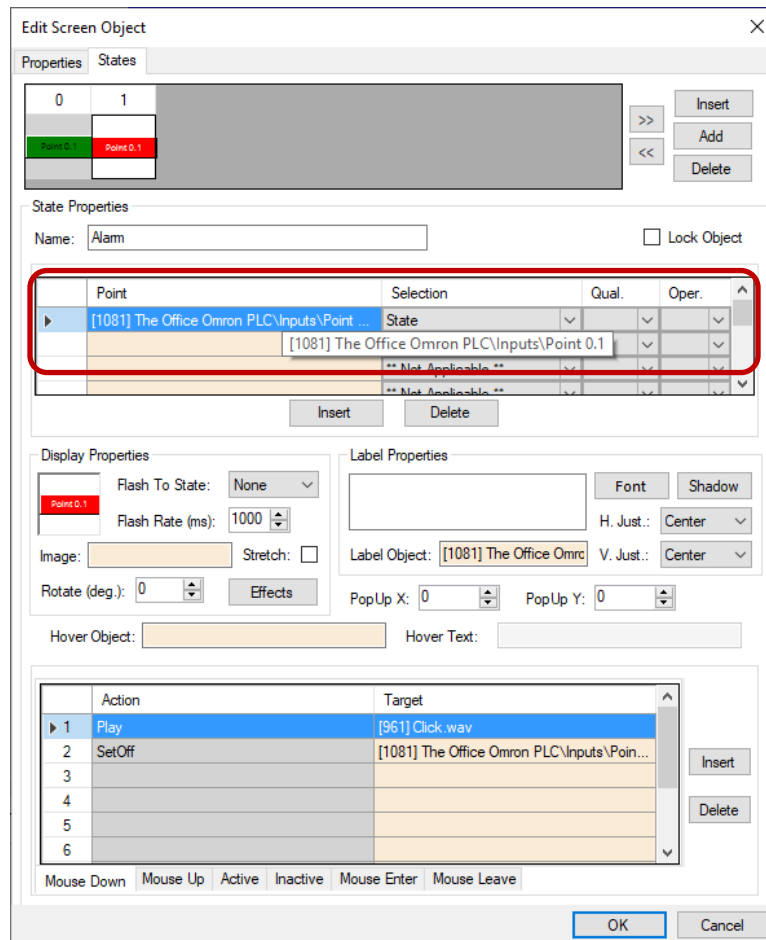 Edit Screen Object
Properties States
0 1
Point 0.1 Point 0.1
>>
<<
Insert
Add
Delete
State Properties
Name: Alarm Lock Object
Point Selection Qual. Oper.
[1081] The Office Omron PLC\Inputs\Point ... State
[1081] The Office Omron PLC\Inputs\Point 0.1
** Not Applicable **
** Not Applicable **
Insert Delete
Display Properties
Point 0.1
Flash To State: None
Flash Rate (ms): 1000
Image: Stretch:
Rotate (deg.): 0 Effects
Label Properties
Font Shadow
H. Just.: Center
Label Object: [1081] The Office Omrc V. Just.: Center
PopUp X: 0 PopUp Y: 0
Hover Object: Hover Text:
Action Target
1 Play [961] Click.wav
2 SetOff [1081] The Office Omron PLC\Inputs\Poin...
3
4
5
6
Insert
Delete
Mouse Down Mouse Up Active Inactive Mouse Enter Mouse Leave
OK Cancel